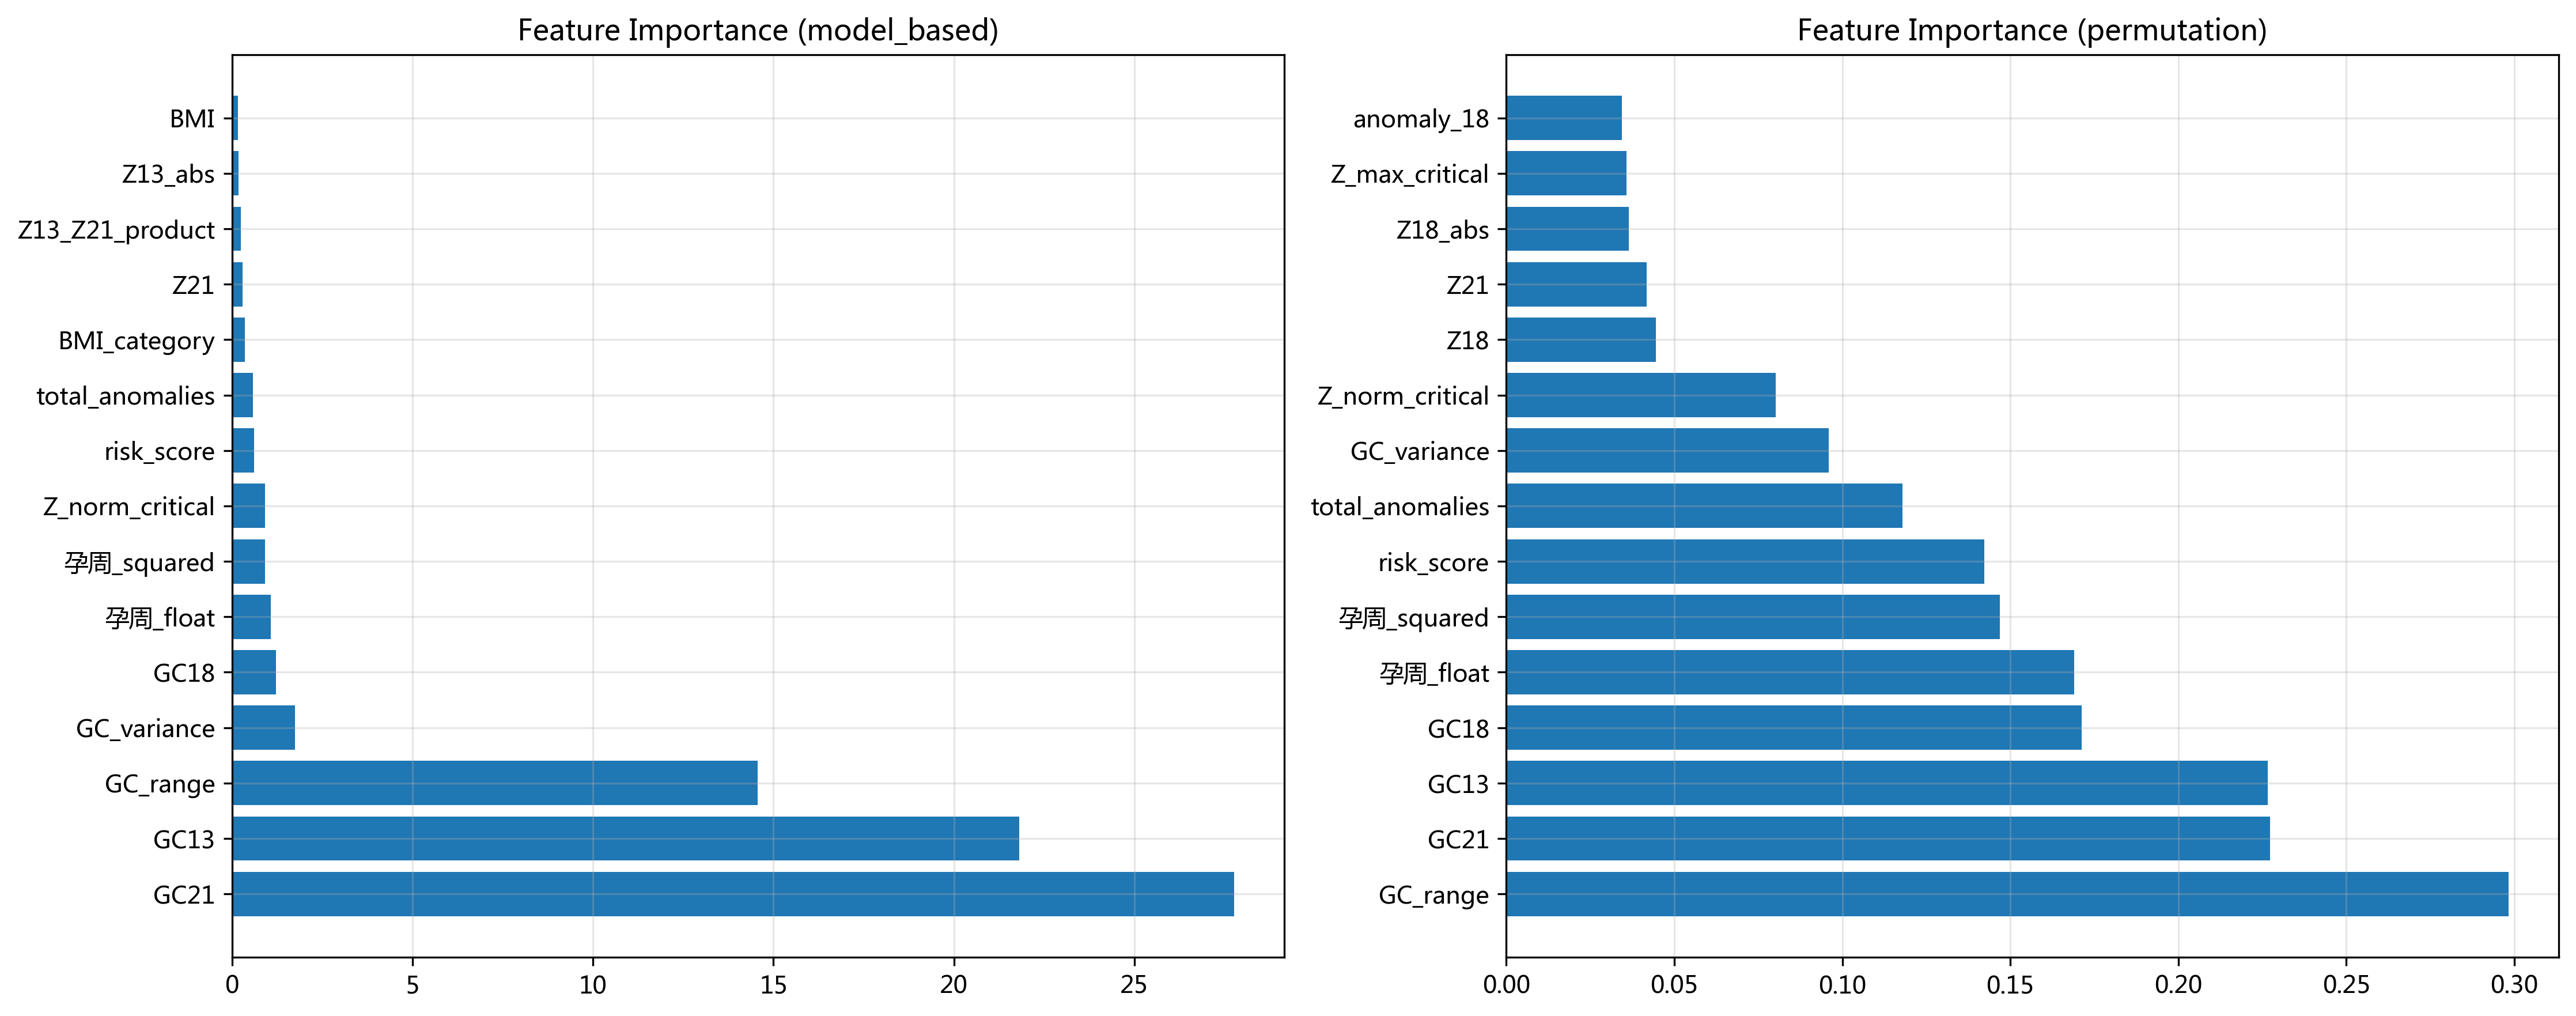 Feature Importance (model_based)
BMI
Z13_abs
Z13_Z21_product
Z21
BMI_category
total_anomalies
risk_score
Z_norm_critical
孕周_squared
孕周_float
GC18
GC_variance
GC_range
GC13
GC21
0 5 10 15 20 25
Feature Importance (permutation)
anomaly_18
Z_max_critical
Z18_abs
Z21
Z18
Z_norm_critical
GC_variance
total_anomalies
risk_score
孕周_squared
孕周_float
GC18
GC13
GC21
GC_range
0.00 0.05 0.10 0.15 0.20 0.25 0.30